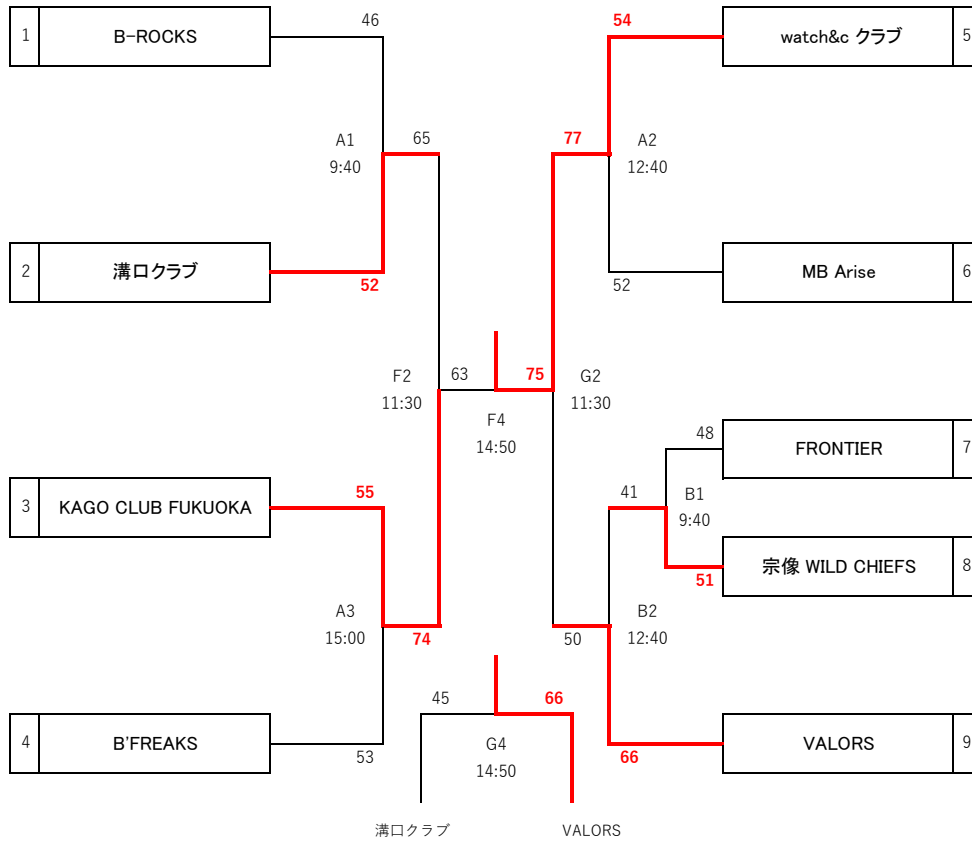 46
54
1
B-ROCKS
watch&c クラブ
5
A1
65
77
A2
9:40
12:40
2
溝口クラブ
MB Arise
6
52
52
F2
63
75
G2
11:30
11:30
F4
14:50
48
FRONTIER
7
55
41
B1
9:40
3
KAGO CLUB FUKUOKA
51
宗像 WILD CHIEFS
8
A3
B2
15:00
74
50
12:40
45
66
4
B'FREAKS
VALORS
9
53
G4
66
14:50
溝口クラブ
VALORS